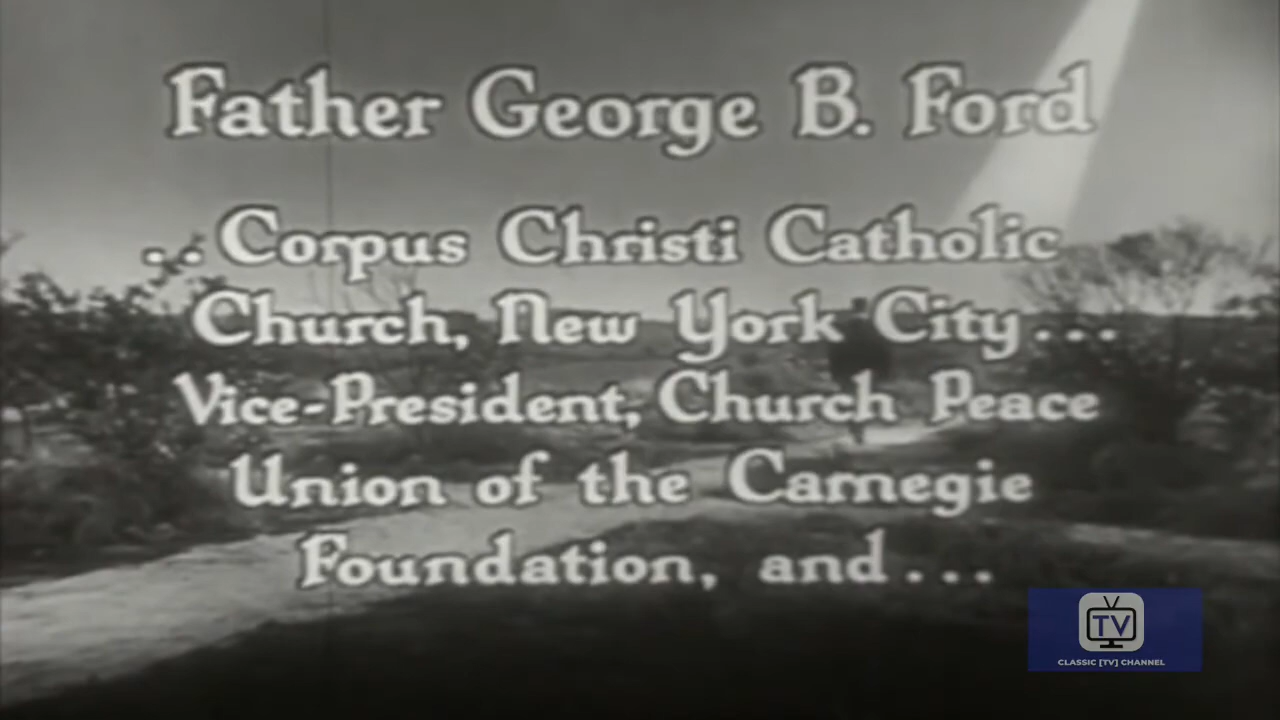 Father George B. Ford
..Corpus Christi Catholic
Church, New York City...
Vice-President, Church Peace
Union of the Carnegie
Foundation, and...
TV
CLASSIC [TV] CHANNEL